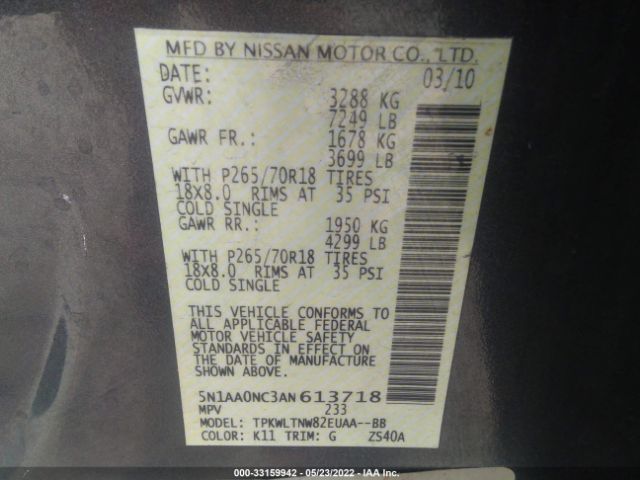 MFD BY NISSAN MOTOR CO., LTD.
DATE: 03/10
GVWR: 3288 KG
7249 LB
GAWR FR.: 1678 KG
3699 LB
WITH P265/70R18 TIRES
18X8.0 RIMS AT 35 PSI
COLD SINGLE
GAWR RR.: 1950 KG
4299 LB
WITH P265/70R18 TIRES
18X8.0 RIMS AT 35 PSI
COLD SINGLE
THIS VEHICLE CONFORMS TO
ALL APPLICABLE FEDERAL
MOTOR VEHICLE SAFETY
STANDARDS IN EFFECT ON
THE DATE OF MANUFACTURE
SHOWN ABOVE.
5N1AA0NC3AN613718
MPV 233
MODEL: TPKWLTNW82EUAA--BB
COLOR: K11 TRIM: G ZS40A
000-33159942 - 05/23/2022 - IAA Inc.